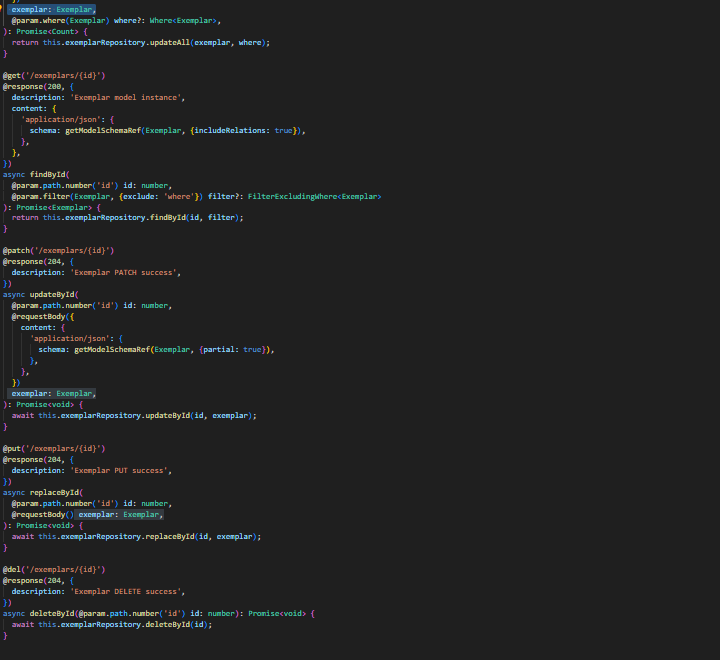 })
exemplar: Exemplar,
@param.where(Exemplar) where?: Where<Exemplar>,
): Promise<Count> {
return this.exemplarRepository.updateAll(exemplar, where);
}
@get('/exemplars/{id}')
@response(200, {
description: 'Exemplar model instance',
content: {
'application/json': {
schema: getModelSchemaRef(Exemplar, {includeRelations: true}),
},
},
})
async findById(
@param.path.number('id') id: number,
@param.filter(Exemplar, {exclude: 'where'}) filter?: FilterExcludingWhere<Exemplar>
): Promise<Exemplar> {
return this.exemplarRepository.findById(id, filter);
}
@patch('/exemplars/{id}')
@response(204, {
description: 'Exemplar PATCH success',
})
async updateById(
@param.path.number('id') id: number,
@requestBody({
content: {
'application/json': {
schema: getModelSchemaRef(Exemplar, {partial: true}),
},
},
})
exemplar: Exemplar,
): Promise<void> {
await this.exemplarRepository.updateById(id, exemplar);
}
@put('/exemplars/{id}')
@response(204, {
description: 'Exemplar PUT success',
})
async replaceById(
@param.path.number('id') id: number,
@requestBody() exemplar: Exemplar,
): Promise<void> {
await this.exemplarRepository.replaceById(id, exemplar);
}
@del('/exemplars/{id}')
@response(204, {
description: 'Exemplar DELETE success',
})
async deleteById(@param.path.number('id') id: number): Promise<void> {
await this.exemplarRepository.deleteById(id);
}